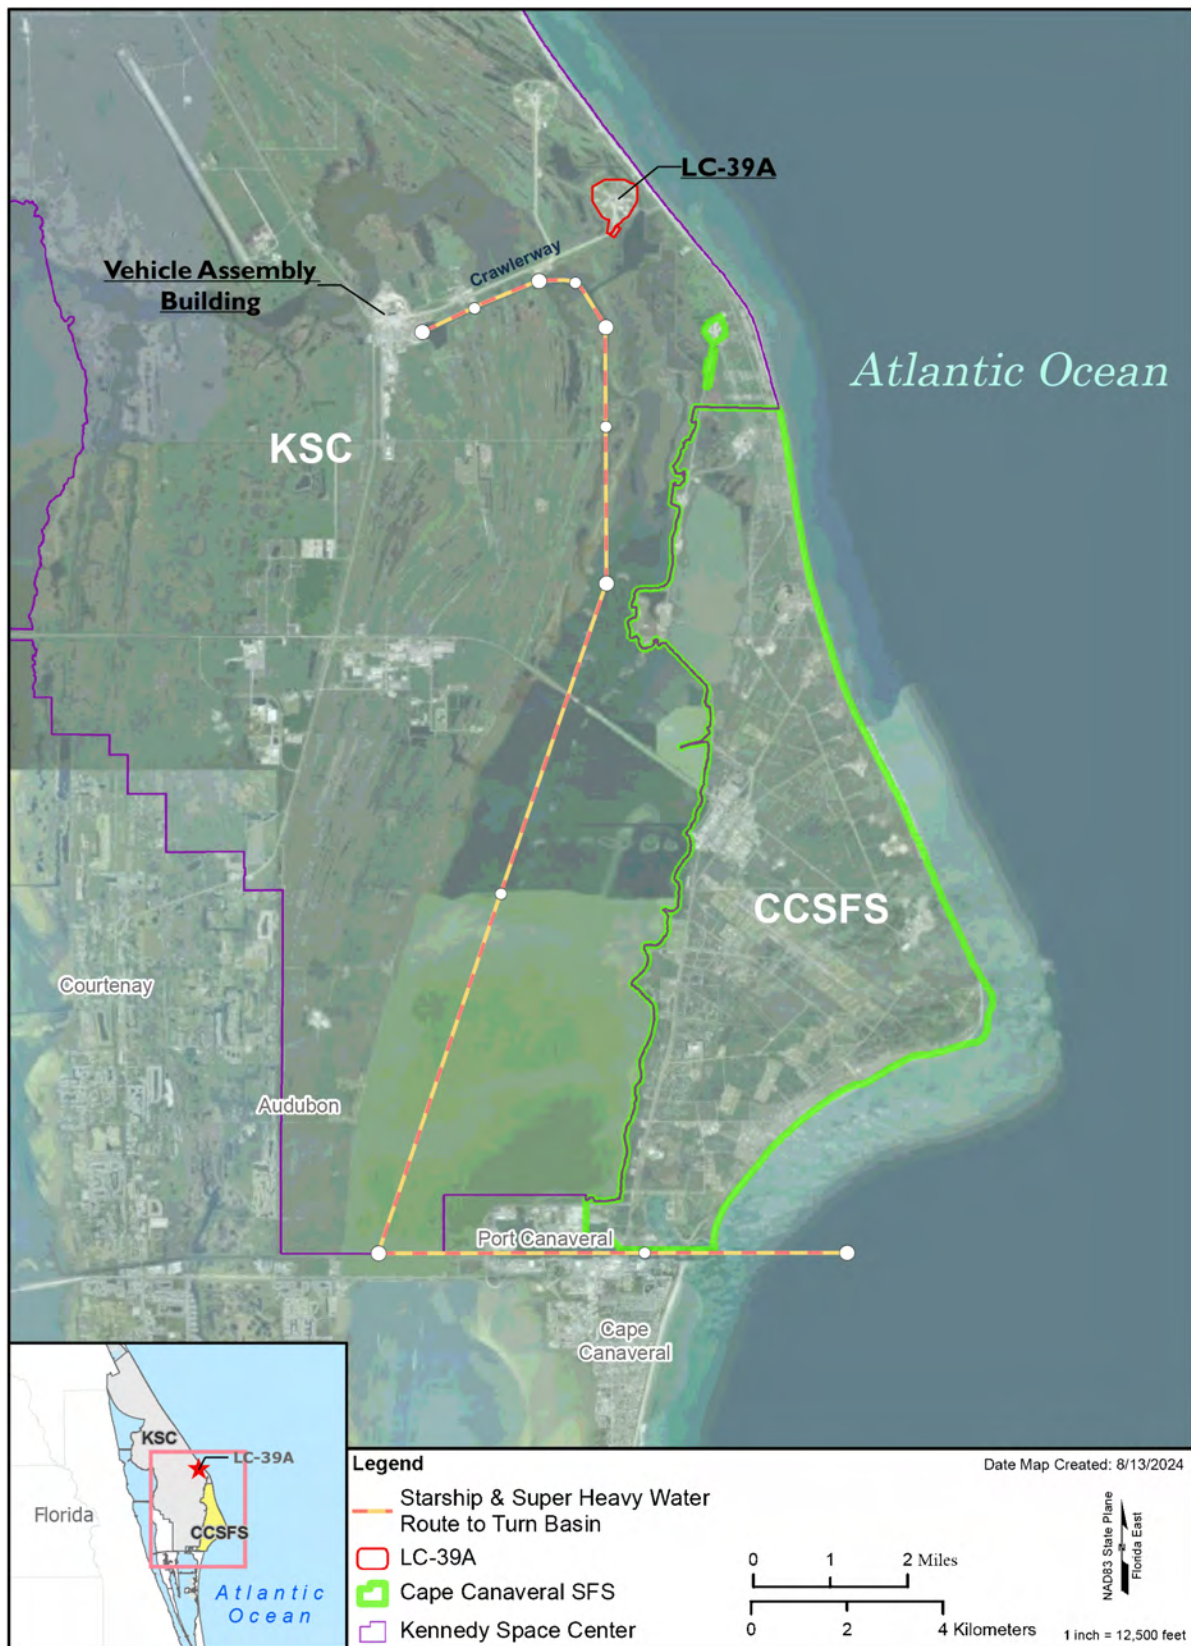 LC-39A
Vehicle Assembly
Building
Crawlerway
Atlantic Ocean
KSC
CCSFS
Courtenay
Audubon
Port Canaveral
Cape
Canaveral
KSC
LC-39A
Florida
CCSFS
Atlantic
Ocean
Legend
Date Map Created: 8/13/2024
Starship & Super Heavy Water
Route to Turn Basin
LC-39A
Cape Canaveral SFS
Kennedy Space Center
0 1 2 Miles
0 2 4 Kilometers
NAD83 State Plane
Florida East
1 inch = 12,500 feet